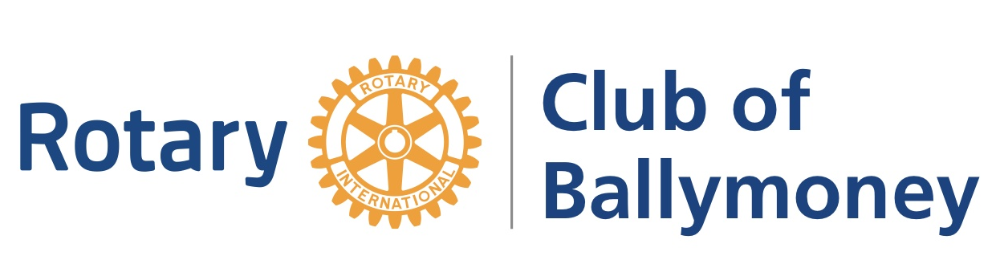 Rotary
ROTARY
INTERNATIONAL
Club of
Ballymoney